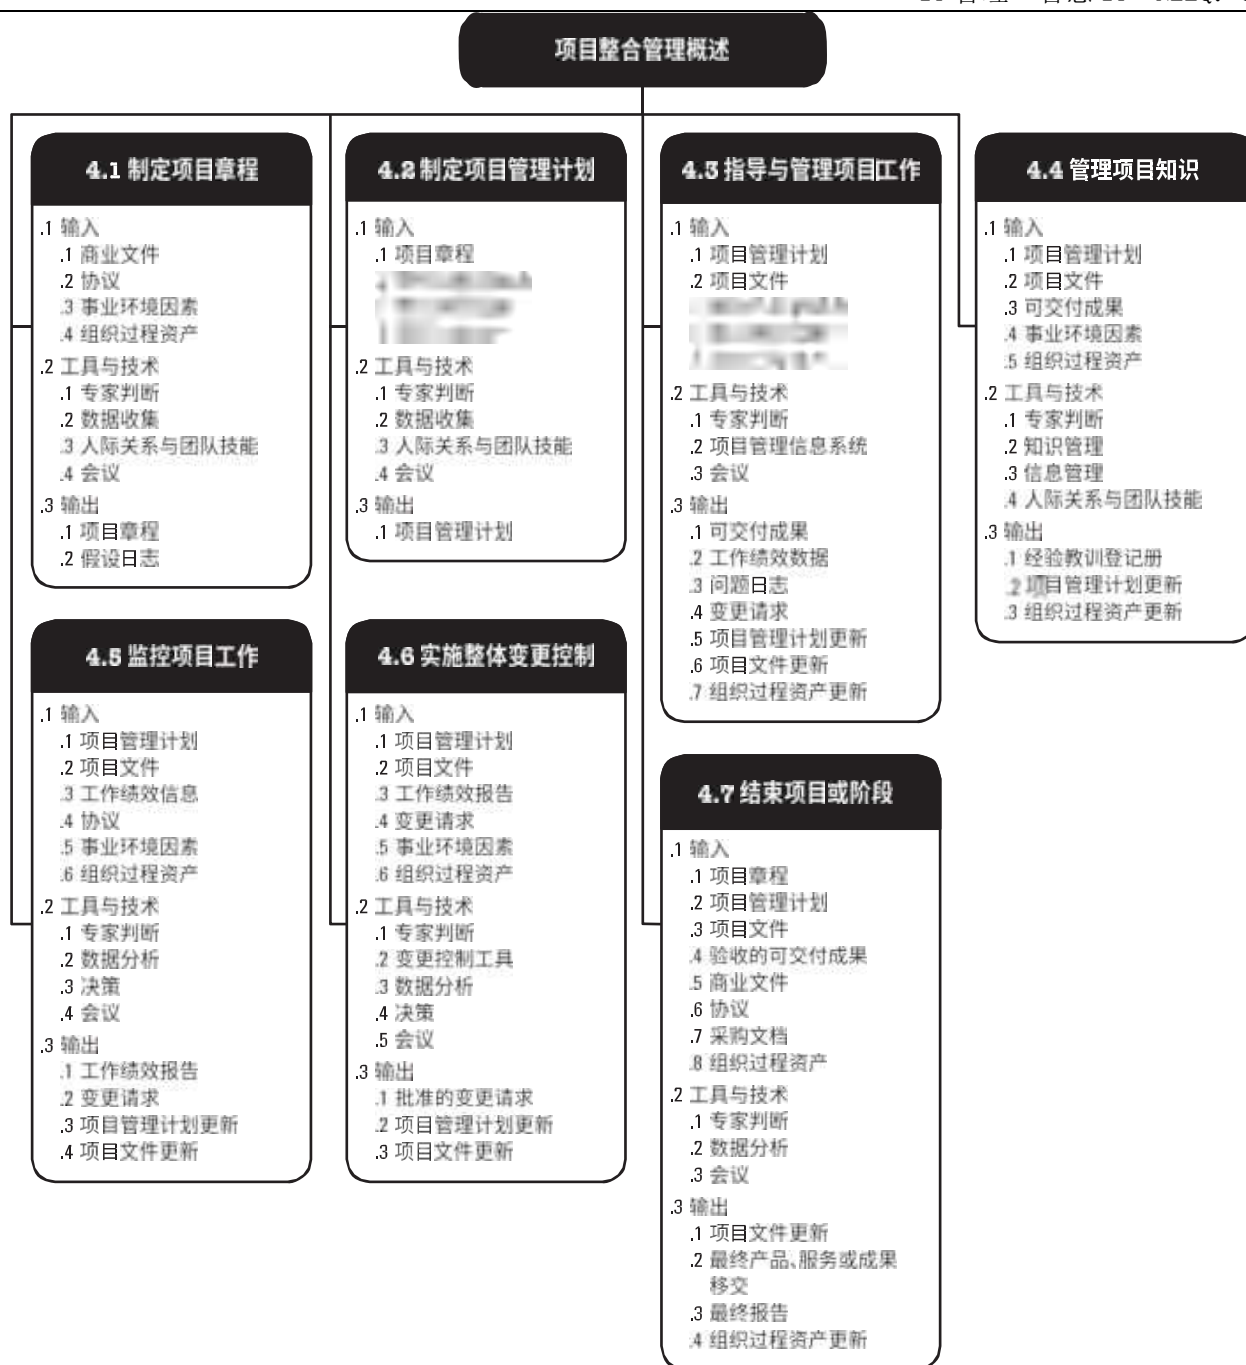 项目整合管理概述
4.1 制定项目章程
.1 输入
.1 商业文件
.2 协议
.3 事业环境因素
.4 组织过程资产
.2 工具与技术
.1 专家判断
.2 数据收集
.3 人际关系与团队技能
.4 会议
.3 输出
.1 项目章程
.2 假设日志
4.2 制定项目管理计划
.1 输入
.1 项目章程
.2 工具与技术
.1 专家判断
.2 数据收集
.3 人际关系与团队技能
.4 会议
.3 输出
.1 项目管理计划
4.3 指导与管理项目工作
.1 输入
.1 项目管理计划
.2 项目文件
.2 工具与技术
.1 专家判断
.2 项目管理信息系统
.3 会议
.3 输出
.1 可交付成果
.2 工作绩效数据
.3 问题日志
.4 变更请求
.5 项目管理计划更新
.6 项目文件更新
.7 组织过程资产更新
4.4 管理项目知识
.1 输入
.1 项目管理计划
.2 项目文件
.3 可交付成果
.4 事业环境因素
.5 组织过程资产
.2 工具与技术
.1 专家判断
.2 知识管理
.3 信息管理
.4 人际关系与团队技能
.3 输出
.1 经验教训登记册
.2 项目管理计划更新
.3 组织过程资产更新
4.5 监控项目工作
.1 输入
.1 项目管理计划
.2 项目文件
.3 工作绩效信息
.4 协议
.5 事业环境因素
.6 组织过程资产
.2 工具与技术
.1 专家判断
.2 数据分析
.3 决策
.4 会议
.3 输出
.1 工作绩效报告
.2 变更请求
.3 项目管理计划更新
.4 项目文件更新
4.6 实施整体变更控制
.1 输入
.1 项目管理计划
.2 项目文件
.3 工作绩效报告
.4 变更请求
.5 事业环境因素
.6 组织过程资产
.2 工具与技术
.1 专家判断
.2 变更控制工具
.3 数据分析
.4 决策
.5 会议
.3 输出
.1 批准的变更请求
.2 项目管理计划更新
.3 项目文件更新
4.7 结束项目或阶段
.1 输入
.1 项目章程
.2 项目管理计划
.3 项目文件
.4 验收的可交付成果
.5 商业文件
.6 协议
.7 采购文档
.8 组织过程资产
.2 工具与技术
.1 专家判断
.2 数据分析
.3 会议
.3 输出
.1 项目文件更新
.2 最终产品、服务或成果
移交
.3 最终报告
.4 组织过程资产更新